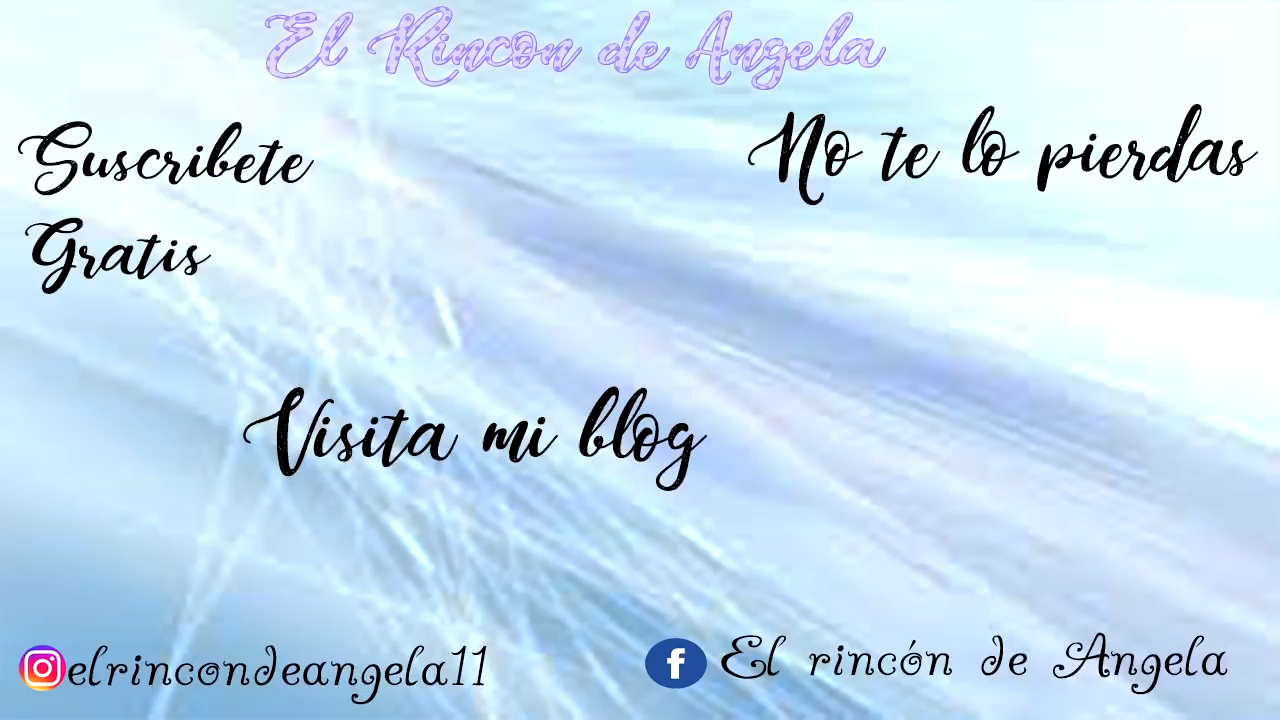 El Rincon de Angela
Suscribete
Gratis
No te lo pierdas
Visita mi blog
elrincondeangela11
El rincón de Angela